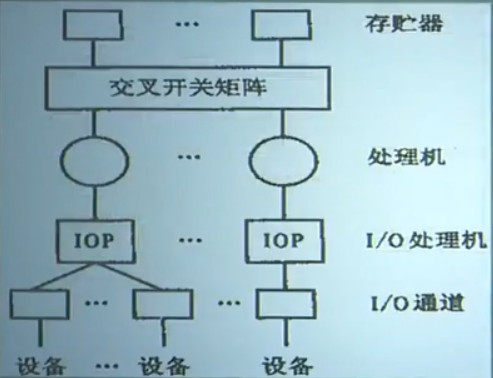 ··· 存贮器
交叉开关矩阵
··· 处理机
IOP ··· IOP I/O处理机
··· ··· I/O通道
设备 ··· 设备 设备